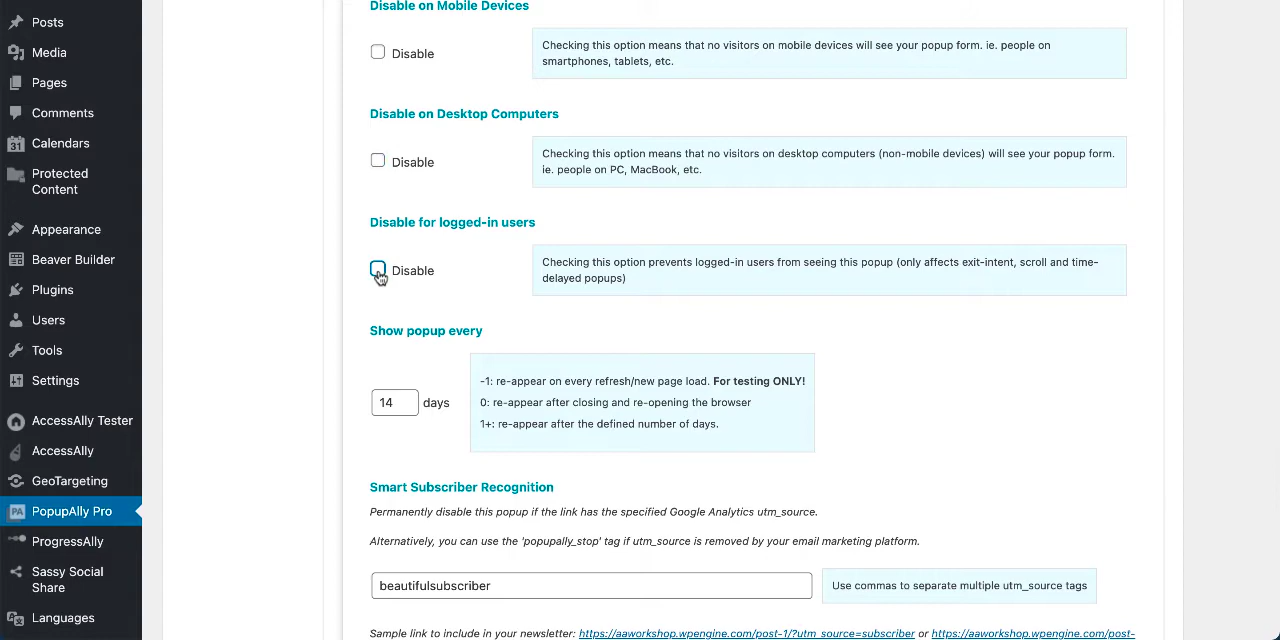 Posts
Media
Pages
Comments
Calendars
Protected
Content
Appearance
Beaver Builder
Plugins
Users
Tools
Settings
AccessAlly Tester
AccessAlly
GeoTargeting
PA PopupAlly Pro
ProgressAlly
Sassy Social
Share
Languages
Disable on Mobile Devices
Disable
Checking this option means that no visitors on mobile devices will see your popup form. ie. people on
smartphones, tablets, etc.
Disable on Desktop Computers
Disable
Checking this option means that no visitors on desktop computers (non-mobile devices) will see your popup form.
ie. people on PC, MacBook, etc.
Disable for logged-in users
Disable
Checking this option prevents logged-in users from seeing this popup (only affects exit-intent, scroll and time-
delayed popups)
Show popup every
14 days
-1: re-appear on every refresh/new page load. For testing ONLY!
0: re-appear after closing and re-opening the browser
1+: re-appear after the defined number of days.
Smart Subscriber Recognition
Permanently disable this popup if the link has the specified Google Analytics utm_source.
Alternatively, you can use the 'popupally_stop' tag if utm_source is removed by your email marketing platform.
beautifulsubscriber
Use commas to separate multiple utm_source tags
Sample link to include in your newsletter: https://aaworkshop.wpengine.com/post-1/?utm_source=subscriber or https://aaworkshop.wpengine.com/post-